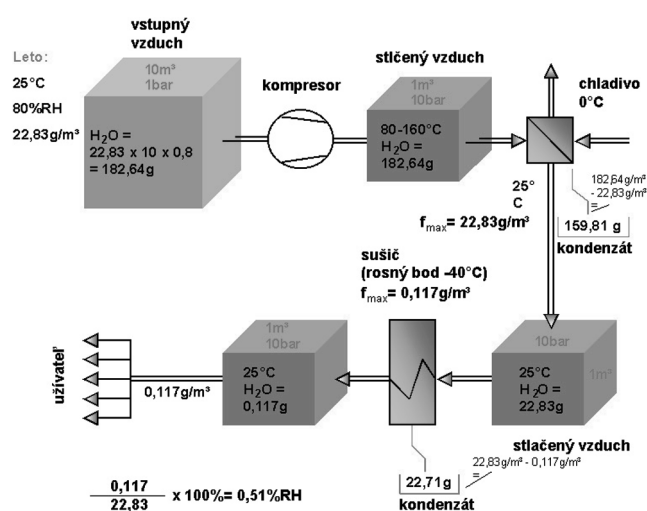 vstupný
vzduch
Leto:
25°C
80%RH
22,83g/m³
10m³
1bar
H₂O =
22,83 x 10 x 0,8
= 182,64g
kompresor
stlčený vzduch
1m³
10bar
80-160°C
H₂O =
182,64g
chladivo
0°C
25°
C
fmax= 22,83g/m³
182,64g/m³
- 22,83g/m³
=
159,81 g
kondenzát
sušič
(rosný bod -40°C)
fmax= 0,117g/m³
užívateľ
0,117g/m³
1m³
10bar
25°C
H₂O =
0,117g
10bar
1m³
25°C
H₂O =
22,83g
stlačený vzduch
22,83g/m³ - 0,117g/m³
=
22,71g
kondenzát
0,117
22,83
x 100%= 0,51%RH